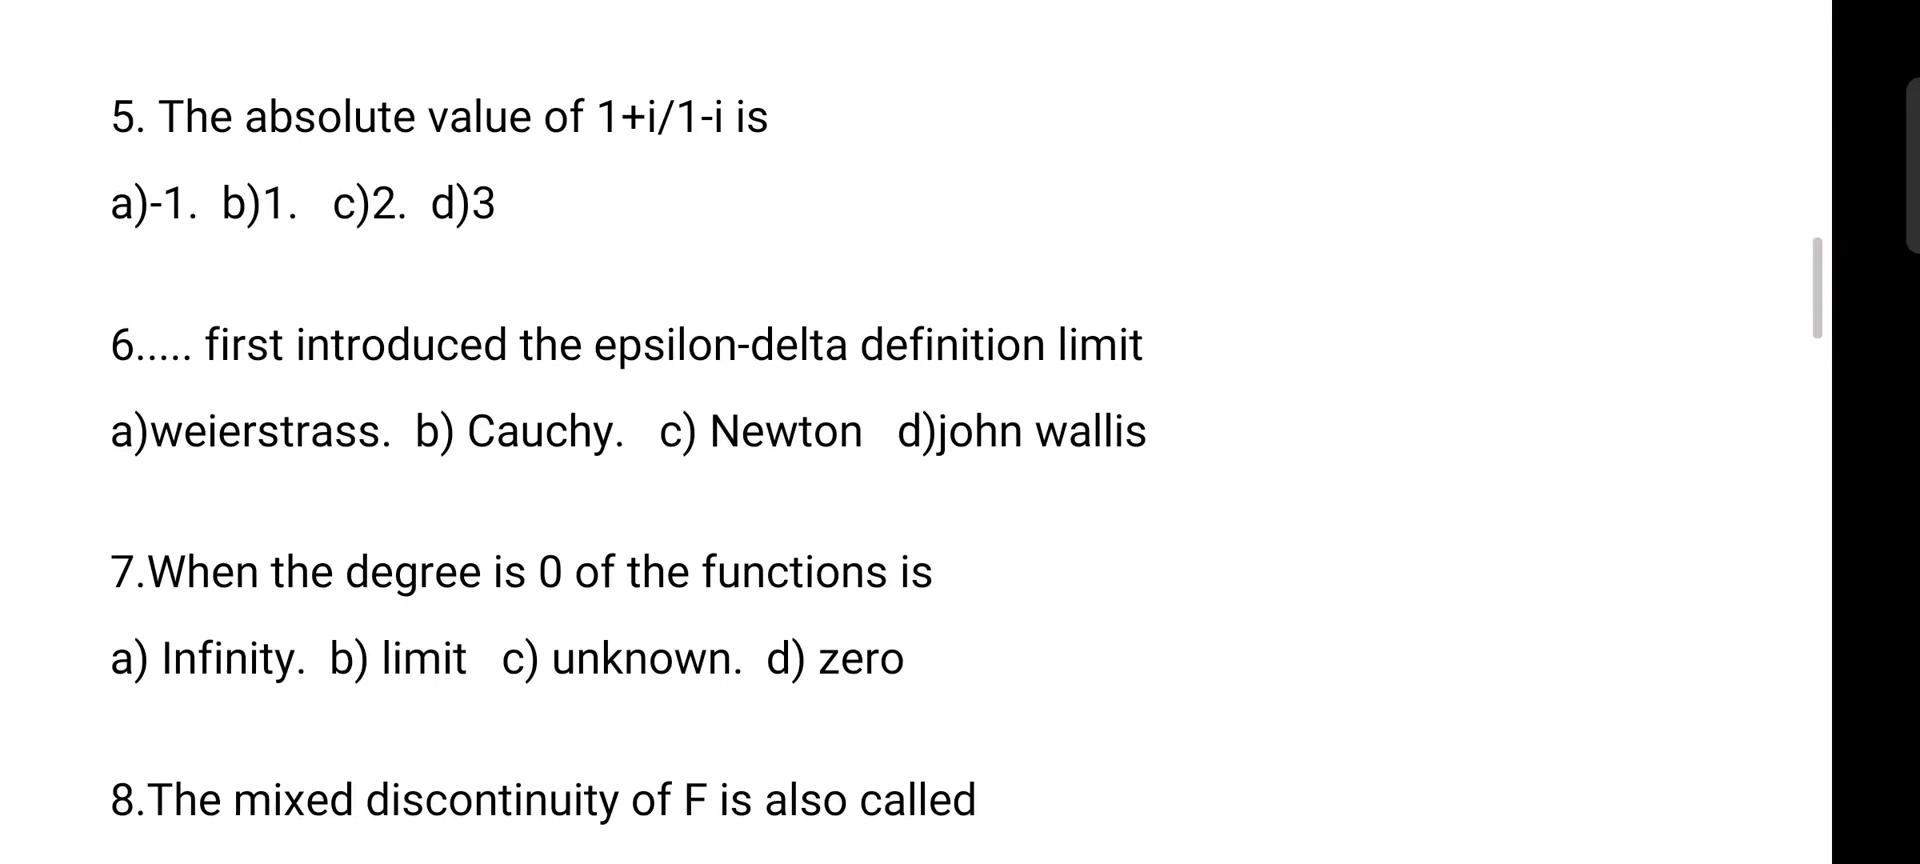 5. The absolute value of 1+i/1-i is
a)-1. b)1. c)2. d)3
6..... first introduced the epsilon-delta definition limit
a)weierstrass. b) Cauchy. c) Newton d)john wallis
7.When the degree is 0 of the functions is
a) Infinity. b) limit c) unknown. d) zero
8.The mixed discontinuity of F is also called